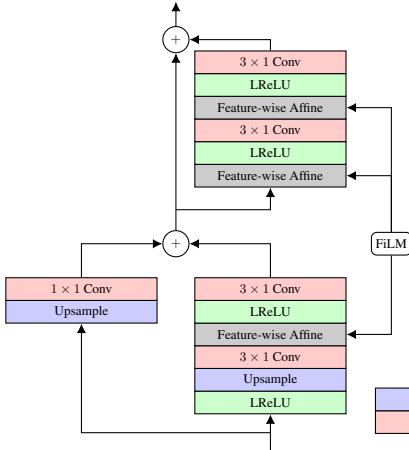 +
3 × 1 Conv
LReLU
Feature-wise Affine
3 × 1 Conv
LReLU
Feature-wise Affine
+
FiLM
1 × 1 Conv
Upsample
3 × 1 Conv
LReLU
Feature-wise Affine
3 × 1 Conv
Upsample
LReLU